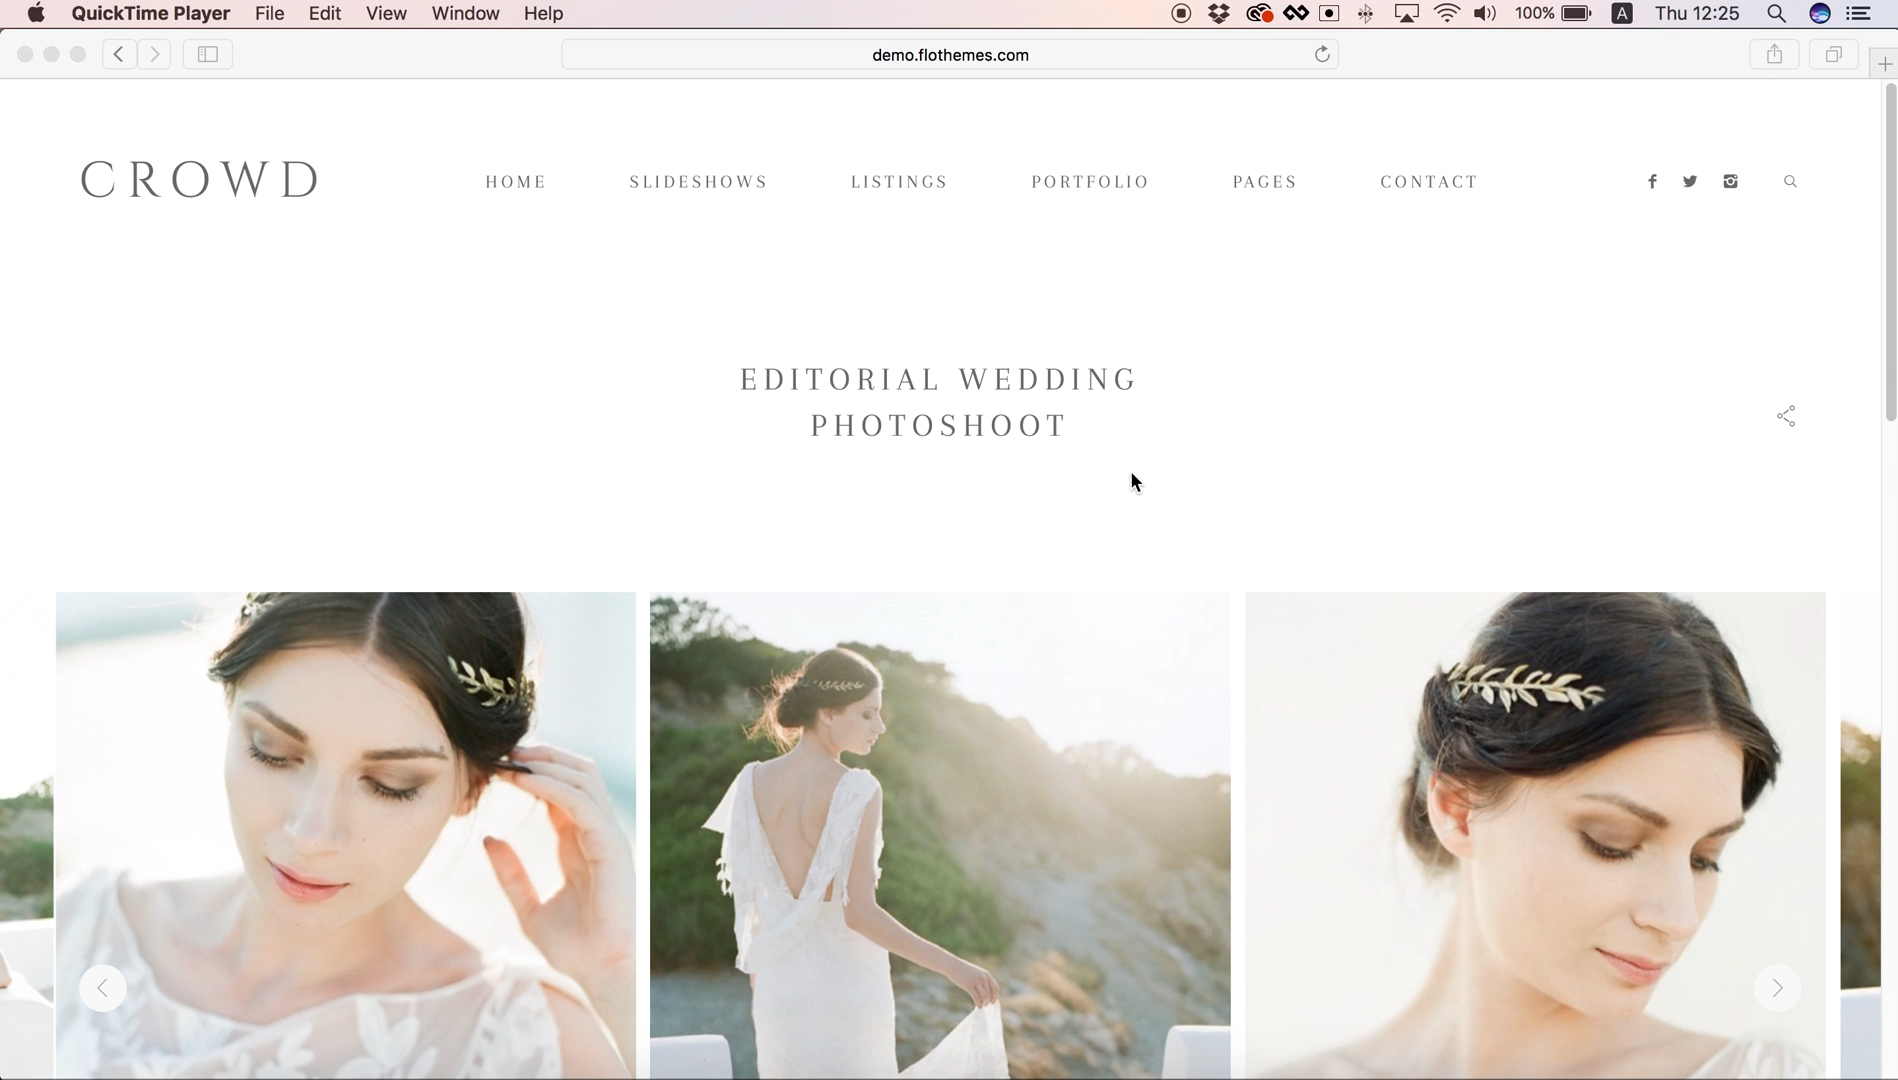 QuickTime Player File Edit View Window Help 100% A Thu 12:25
demo.flothemes.com
CROWD HOME SLIDESHOWS LISTINGS PORTFOLIO PAGES CONTACT
EDITORIAL WEDDING
PHOTOSHOOT